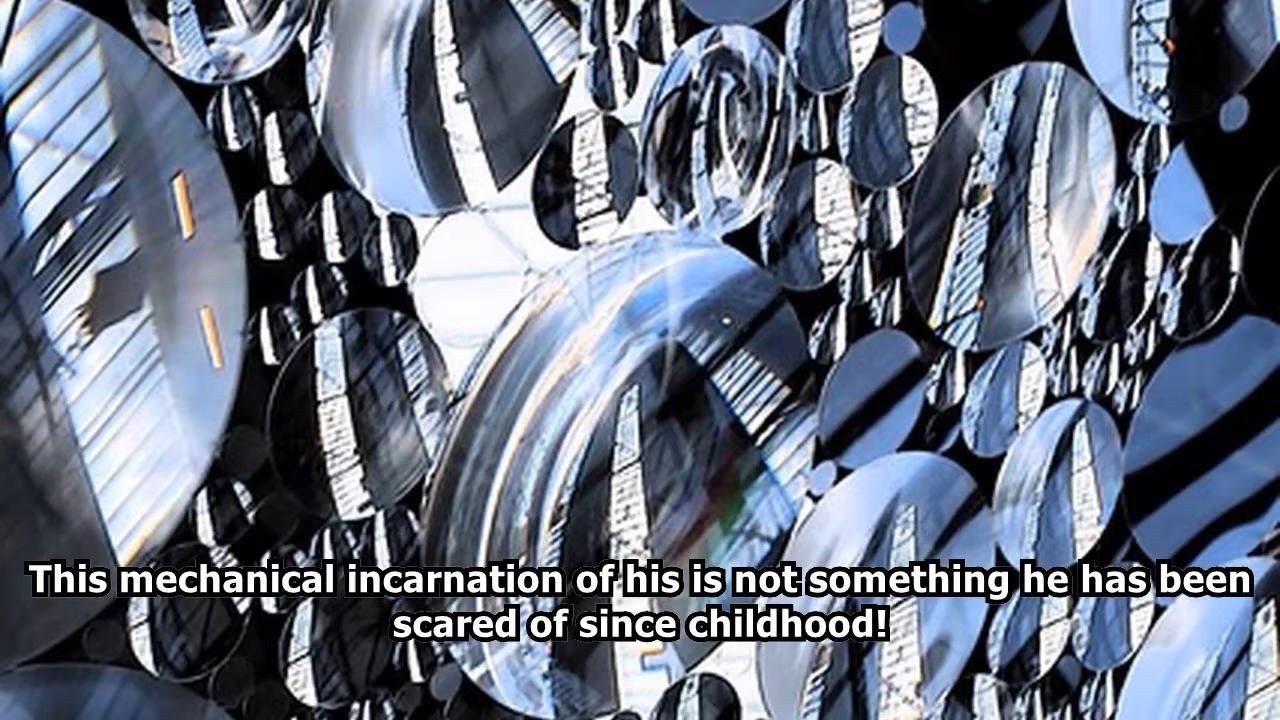 This mechanical incarnation of his is not something he has been
scared of since childhood!